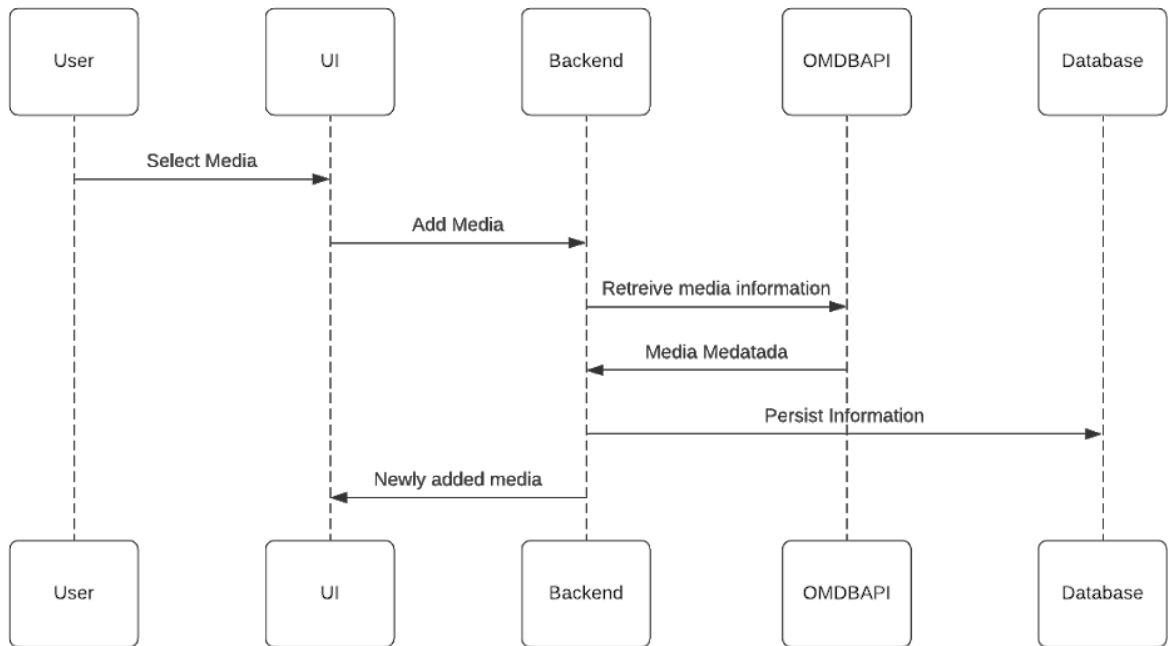 User
UI
Backend
OMDBAPI
Database
Select Media
Add Media
Retreive media information
Media Medatada
Persist Information
Newly added media
User
UI
Backend
OMDBAPI
Database